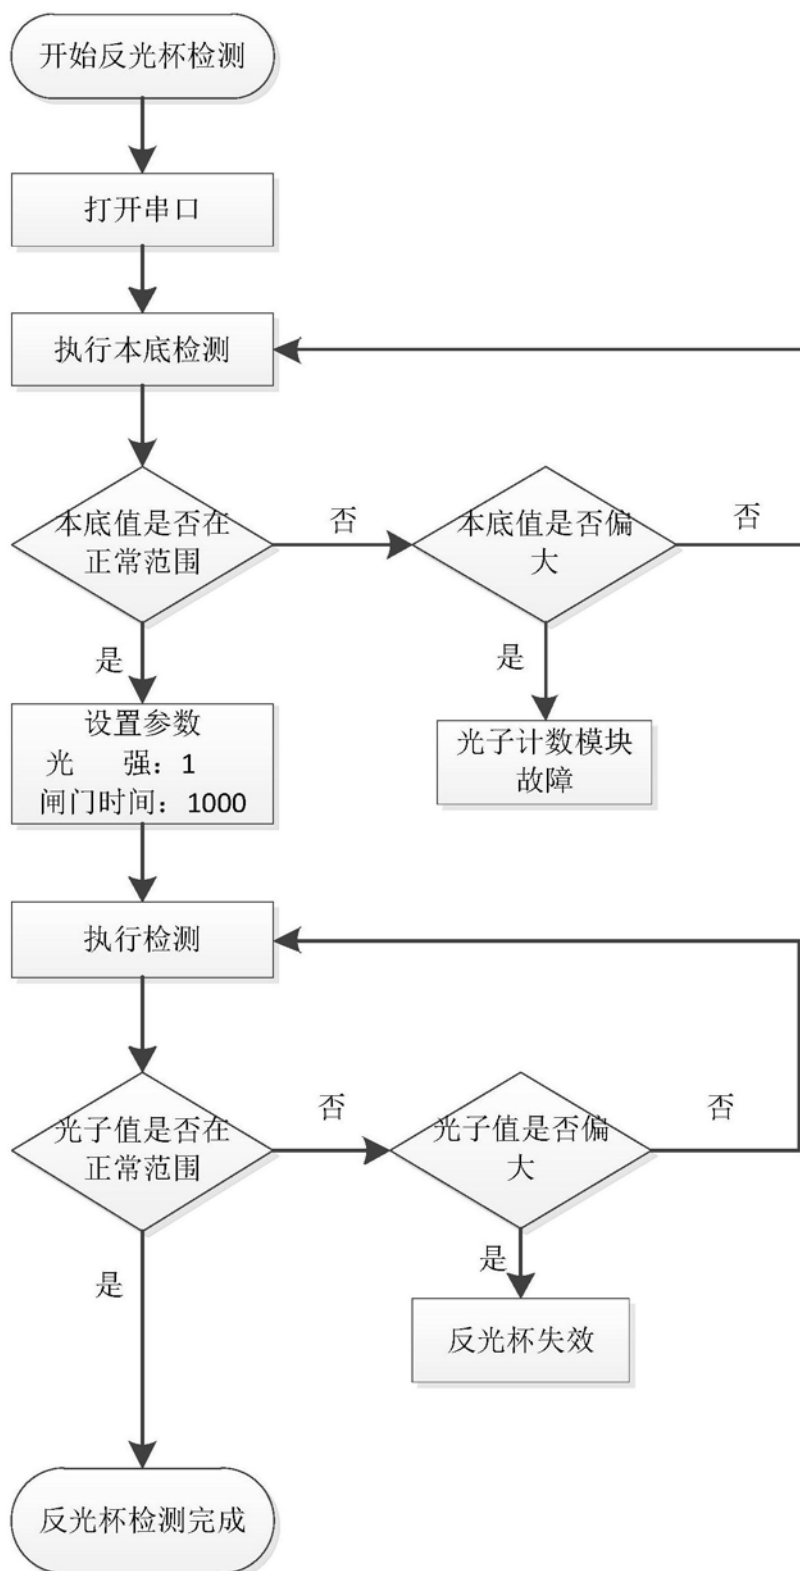 开始反光杯检测
打开串口
执行本底检测
本底值是否在
正常范围
否
本底值是否偏
大
否
是
是
设置参数
光 强：1
闸门时间：1000
光子计数模块
故障
执行检测
光子值是否在
正常范围
否
光子值是否偏
大
否
是
是
反光杯失效
反光杯检测完成